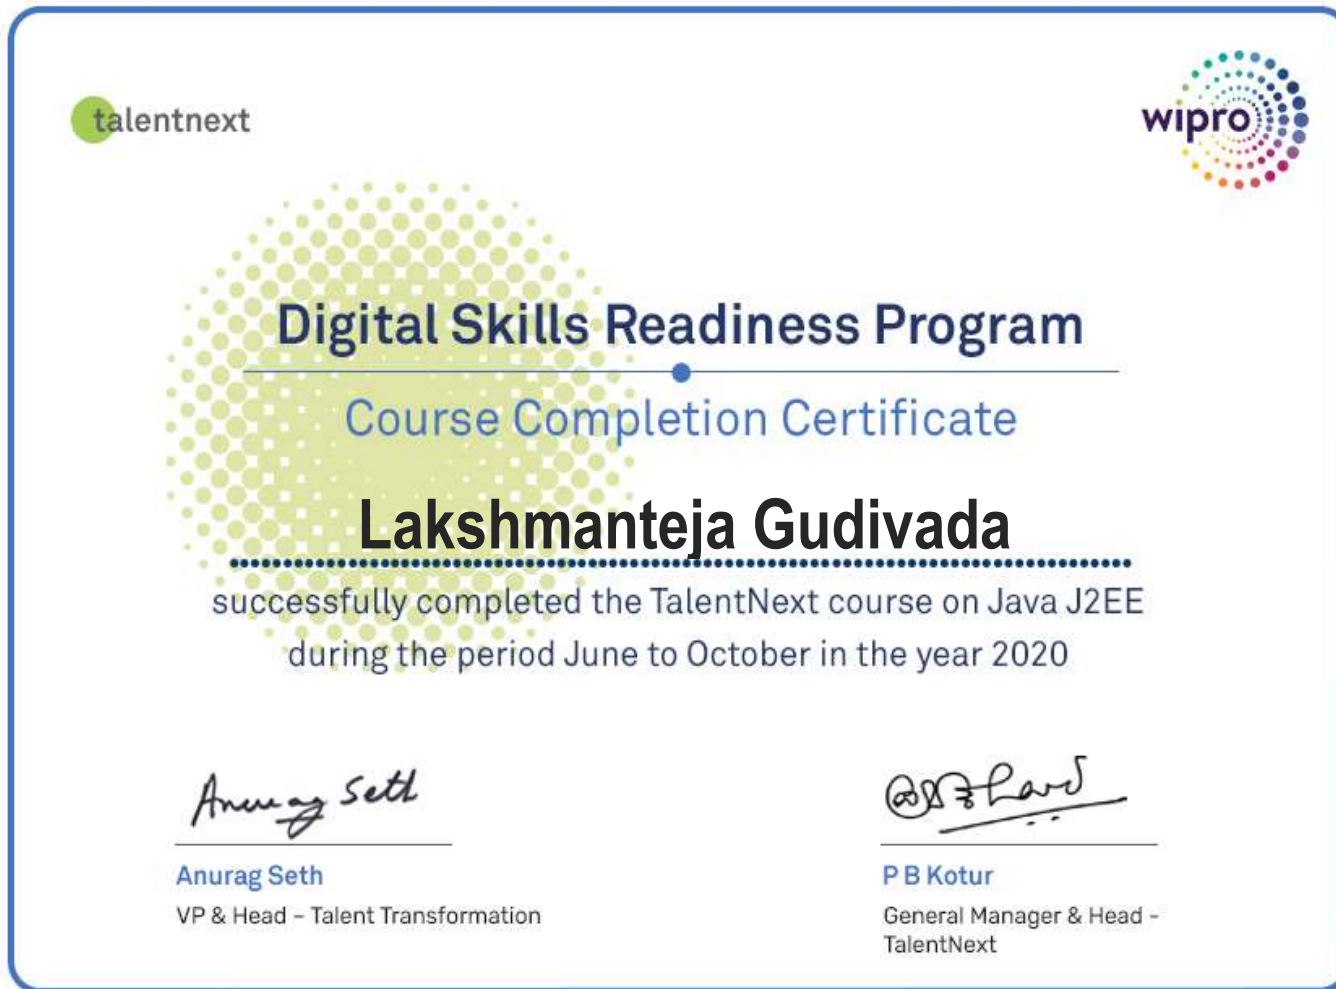 talentnext
wipro
Digital Skills Readiness Program
Course Completion Certificate
Lakshmanteja Gudivada
successfully completed the TalentNext course on Java J2EE
during the period June to October in the year 2020
Anurag Seth
Anurag Seth
VP & Head – Talent Transformation
P B Kotur
General Manager & Head -
TalentNext